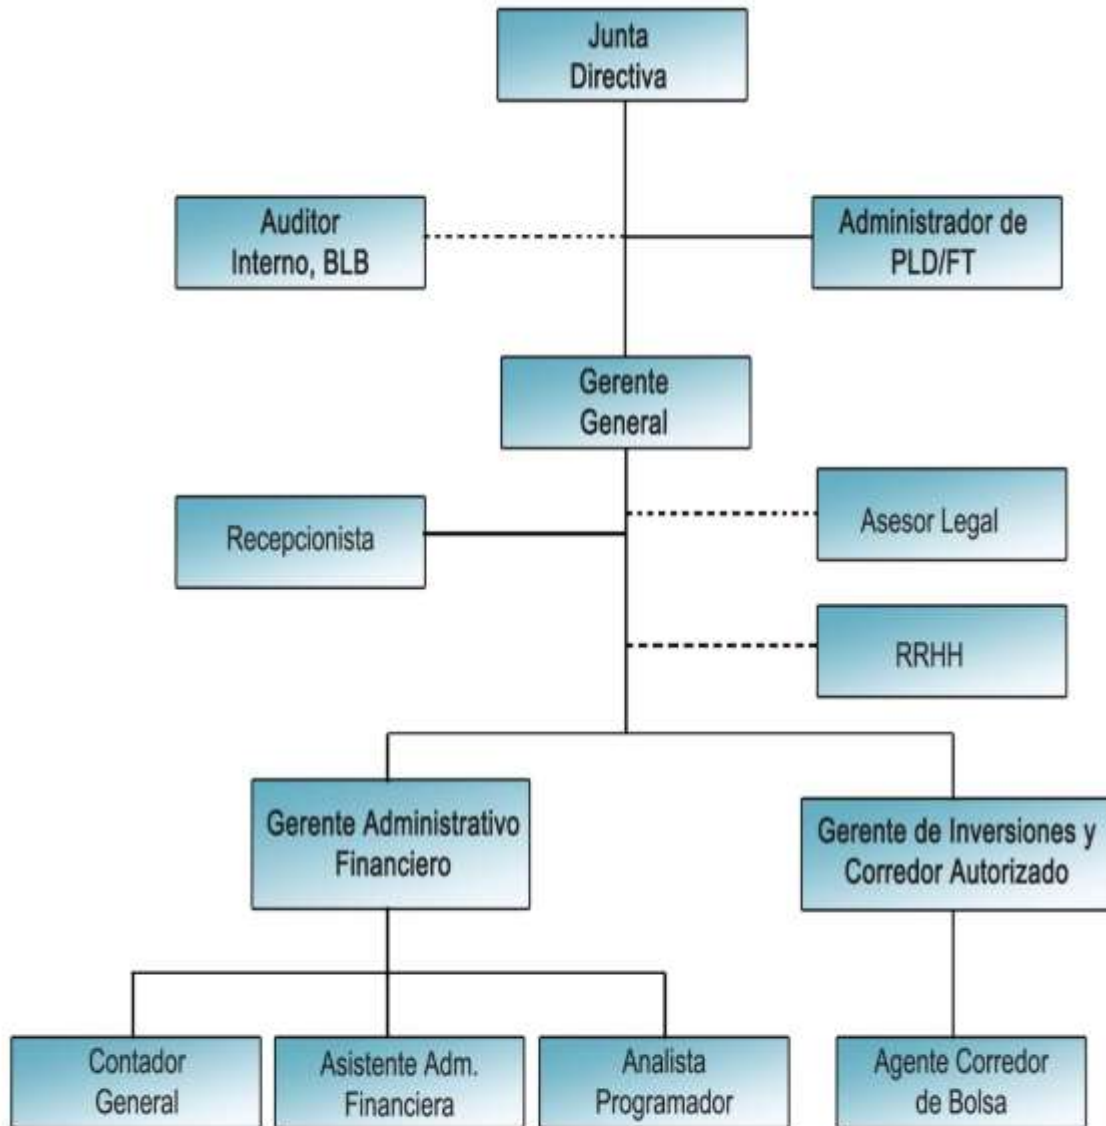 Junta
Directiva
Auditor
Interno, BLB
Administrador de
PLD/FT
Gerente
General
Recepcionista
Asesor Legal
RRHH
Gerente Administrativo
Financiero
Gerente de Inversiones y
Corredor Autorizado
Contador
General
Asistente Adm.
Financiera
Analista
Programador
Agente Corredor
de Bolsa